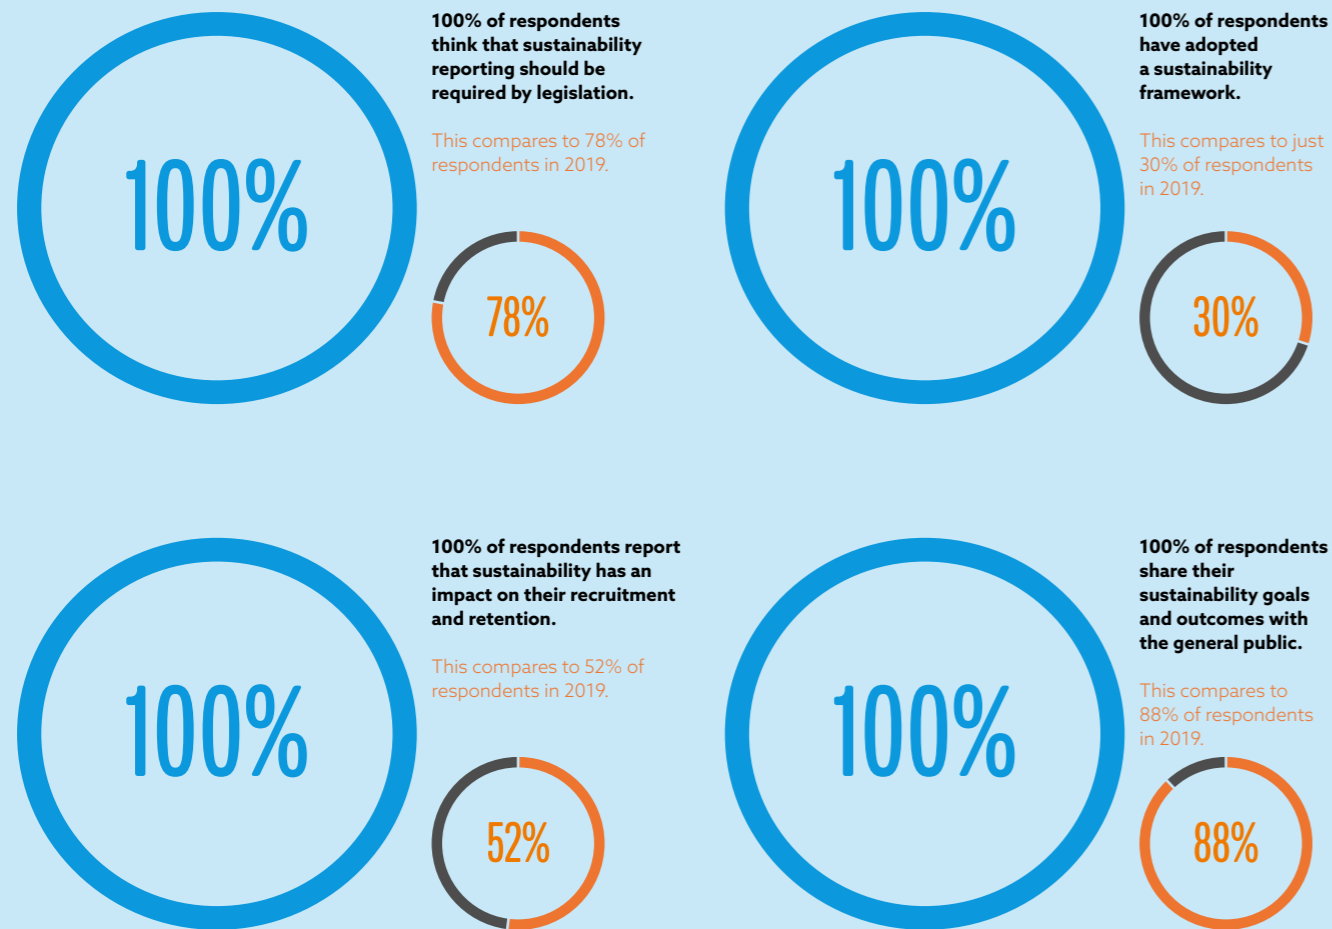 100%
100% of respondents
think that sustainability
reporting should be
required by legislation.
This compares to 78% of
respondents in 2019.
78%
100%
100% of respondents
have adopted
a sustainability
framework.
This compares to just
30% of respondents
in 2019.
30%
100%
100% of respondents report
that sustainability has an
impact on their recruitment
and retention.
This compares to 52% of
respondents in 2019.
52%
100%
100% of respondents
share their
sustainability goals
and outcomes with
the general public.
This compares to
88% of respondents
in 2019.
88%